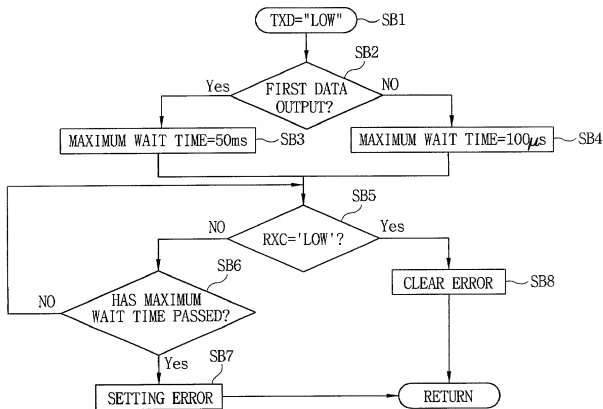 TXD="LOW"
SB1
SB2
Yes
FIRST DATA
OUTPUT?
NO
MAXIMUM WAIT TIME=50ms
SB3
MAXIMUM WAIT TIME=100μs
SB4
SB5
NO
RXC='LOW'?
Yes
SB6
NO
HAS MAXIMUM
WAIT TIME PASSED?
CLEAR ERROR
SB8
Yes
SB7
SETTING ERROR
RETURN